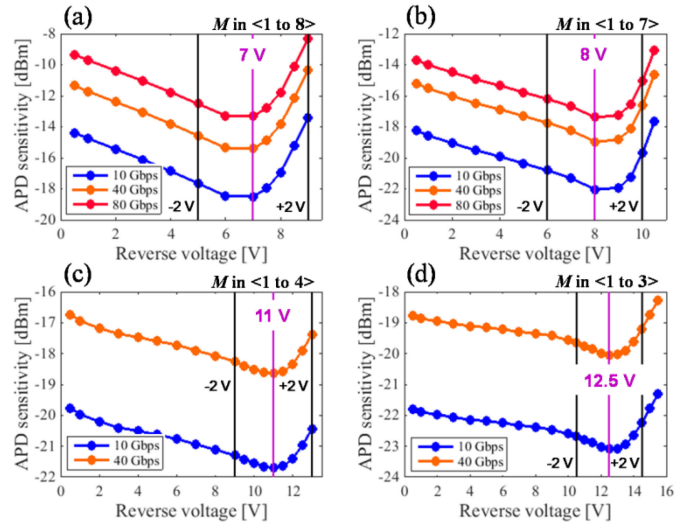 (a)
M in <1 to 8>
7 V
-2 V
+2 V
APD sensitivity [dBm]
-8
-10
-12
-14
-16
-18
-20
10 Gbps
40 Gbps
80 Gbps
0 2 4 6 8
Reverse voltage [V]
(b)
M in <1 to 7>
8 V
-2 V
+2 V
APD sensitivity [dBm]
-12
-14
-16
-18
-20
-22
-24
10 Gbps
40 Gbps
80 Gbps
0 2 4 6 8 10
Reverse voltage [V]
(c)
M in <1 to 4>
11 V
-2 V
+2 V
APD sensitivity [dBm]
-16
-17
-18
-19
-20
-21
-22
10 Gbps
40 Gbps
0 2 4 6 8 10 12
Reverse voltage [V]
(d)
M in <1 to 3>
12.5 V
-2 V
+2 V
APD sensitivity [dBm]
-18
-19
-20
-21
-22
-23
-24
10 Gbps
40 Gbps
0 2 4 6 8 10 12 14 16
Reverse voltage [V]